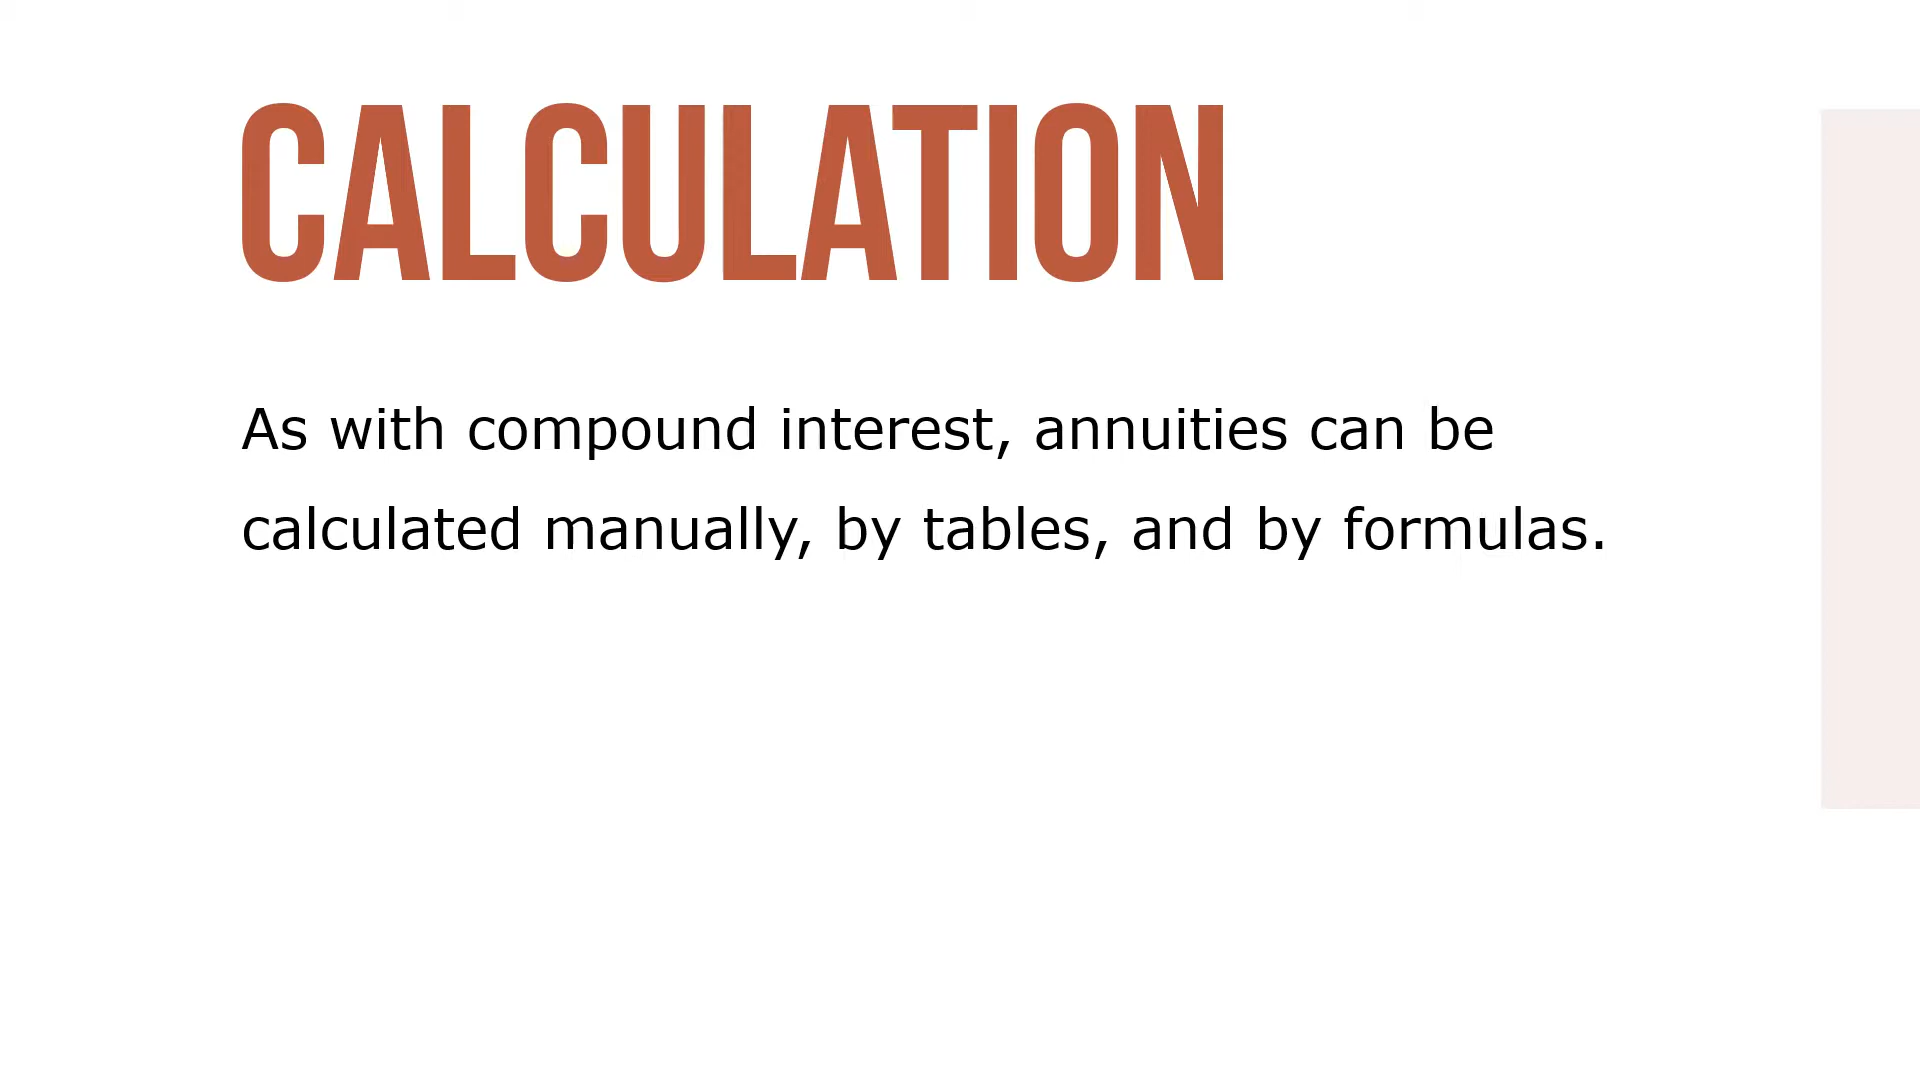 CALCULATION
As with compound interest, annuities can be
calculated manually, by tables, and by formulas.